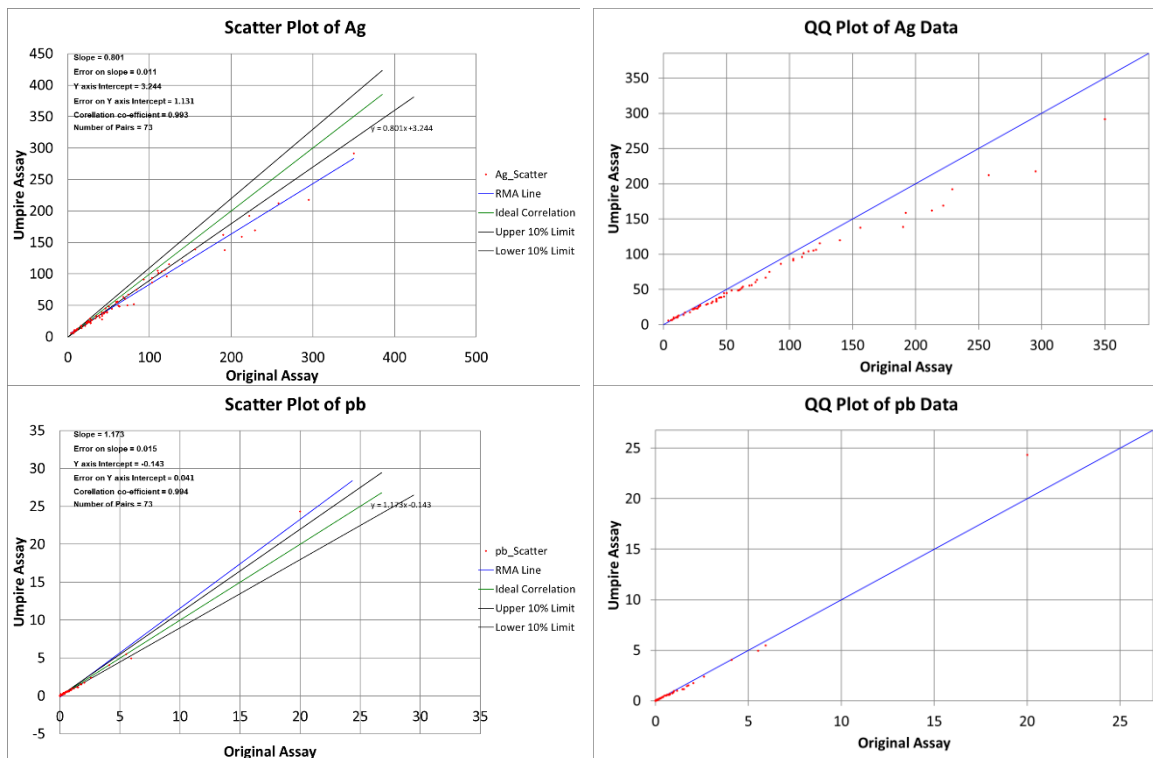 Scatter Plot of Ag
Slope = 0.801
Error on slope = 0.011
Y axis Intercept = 3.244
Error on Y axis Intercept = 1.131
Corellation co-efficient = 0.993
Number of Pairs = 73
450
400
350
300
250
200
150
100
50
0
Umpire Assay
y = 0.801x+3.244
0 100 200 300 400 500
Original Assay
Ag_Scatter
RMA Line
Ideal Correlation
Upper 10% Limit
Lower 10% Limit
QQ Plot of Ag Data
350
300
250
200
150
100
50
0
Umpire Assay
0 50 100 150 200 250 300 350
Original Assay
Scatter Plot of pb
Slope = 1.173
Error on slope = 0.015
Y axis Intercept = -0.143
Error on Y axis Intercept = 0.041
Corellation co-efficient = 0.994
Number of Pairs = 73
35
30
25
20
15
10
5
0
-5
Umpire Assay
y = 1.173x-0.143
0 5 10 15 20 25 30 35
Original Assay
pb_Scatter
RMA Line
Ideal Correlation
Upper 10% Limit
Lower 10% Limit
QQ Plot of pb Data
25
20
15
10
5
0
Umpire Assay
0 5 10 15 20 25
Original Assay